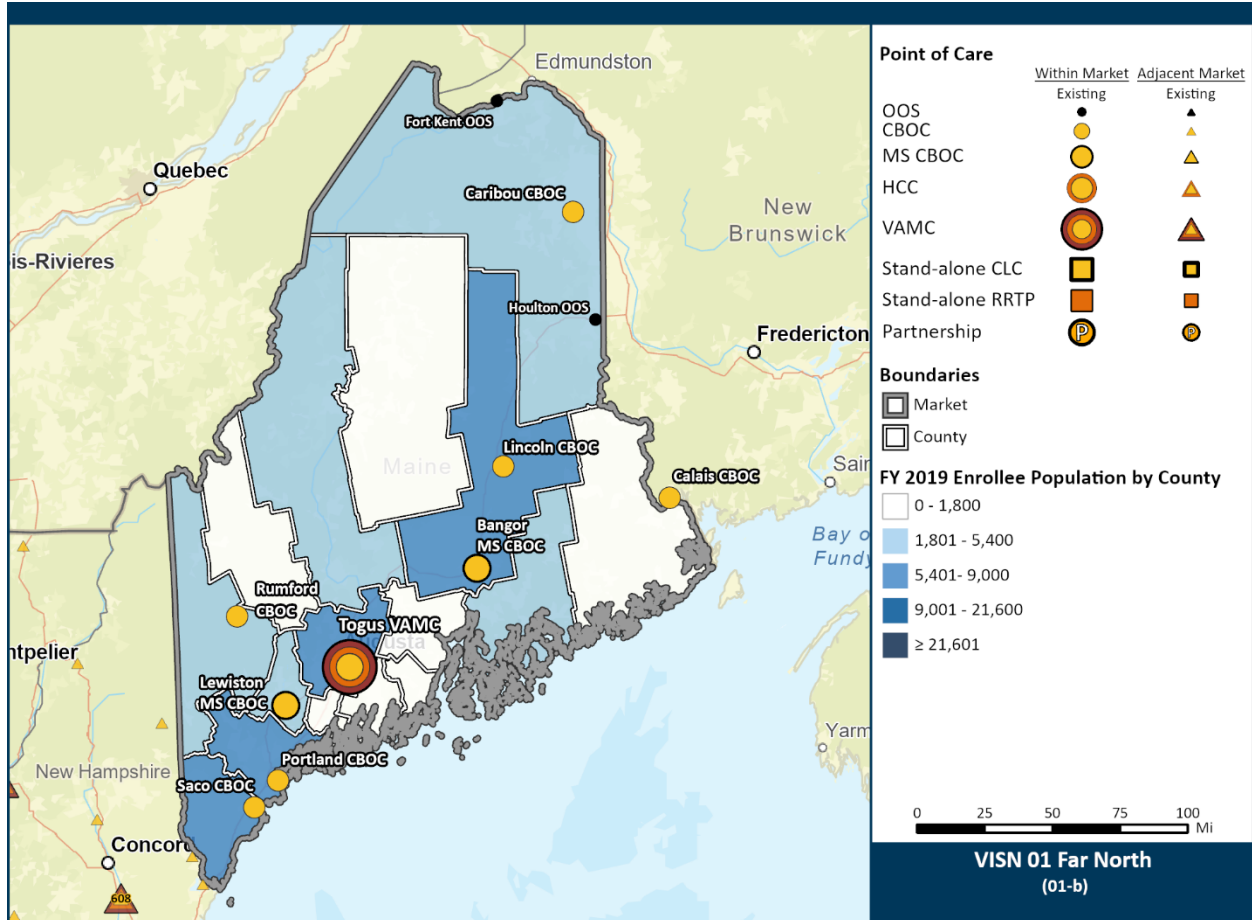 Edmundston
Fort Kent OOS
Quebec
Caribou CBOC
New
Brunswick
is-Rivieres
Houlton OOS
Fredericton
Maine
Lincoln CBOC
Calais CBOC
Sain
Bangor
MS CBOC
Bay o
Fundy
Rumford
CBOC
Togus VAMC
Augusta
ntpelier
Lewiston
MS CBOC
Yarm
Portland CBOC
New Hampshire
Saco CBOC
Concord
608
Point of Care
Within Market Adjacent Market
Existing Existing
OOS
CBOC
MS CBOC
HCC
VAMC
Stand-alone CLC
Stand-alone RRTP
Partnership P P
Boundaries
Market
County
FY 2019 Enrollee Population by County
0 - 1,800
1,801 - 5,400
5,401- 9,000
9,001 - 21,600
≥ 21,601
0 25 50 75 100
Mi
VISN 01 Far North
(01-b)